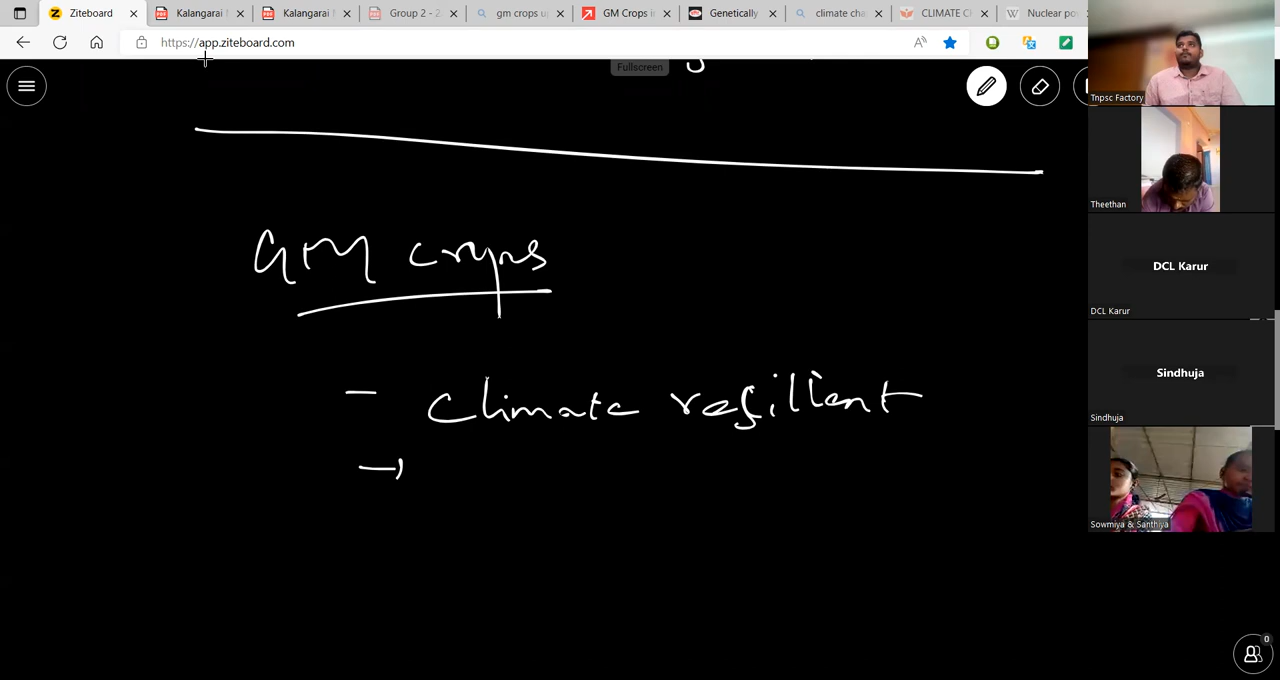 Ziteboard
Kalangarai
Kalangarai
Group 2 - 2
gm crops u
GM Crops i
Genetically
climate cha
CLIMATE C
Nuclear po
https://app.ziteboard.com
Fullscreen
Tnpsc Factory
GM crops
- Climate resilient
→
Theethan
DCL Karur
DCL Karur
Sindhuja
Sindhuja
Sowmiya & Santhiya
0